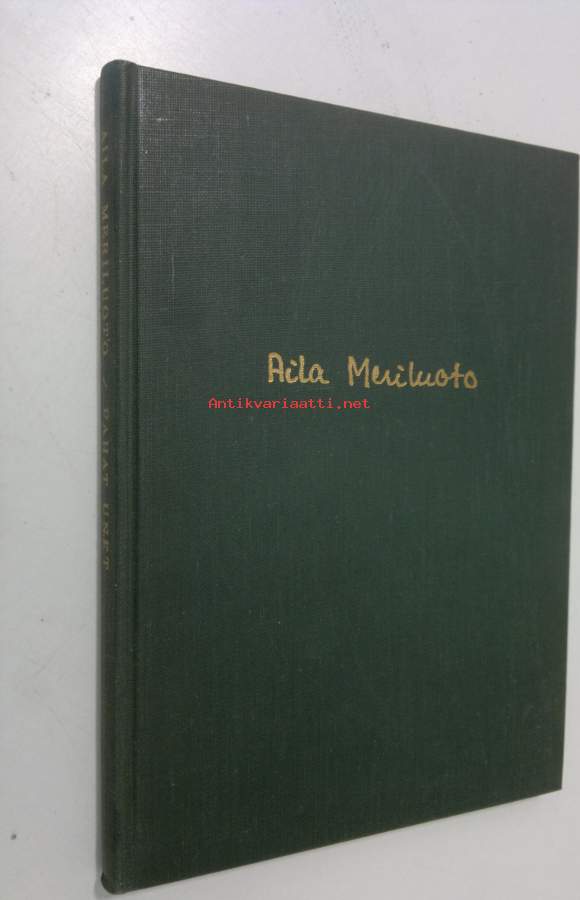 AILA MERILUOTO / PAHAT UNET
Aila Meriluoto
Antikvariaatti.net